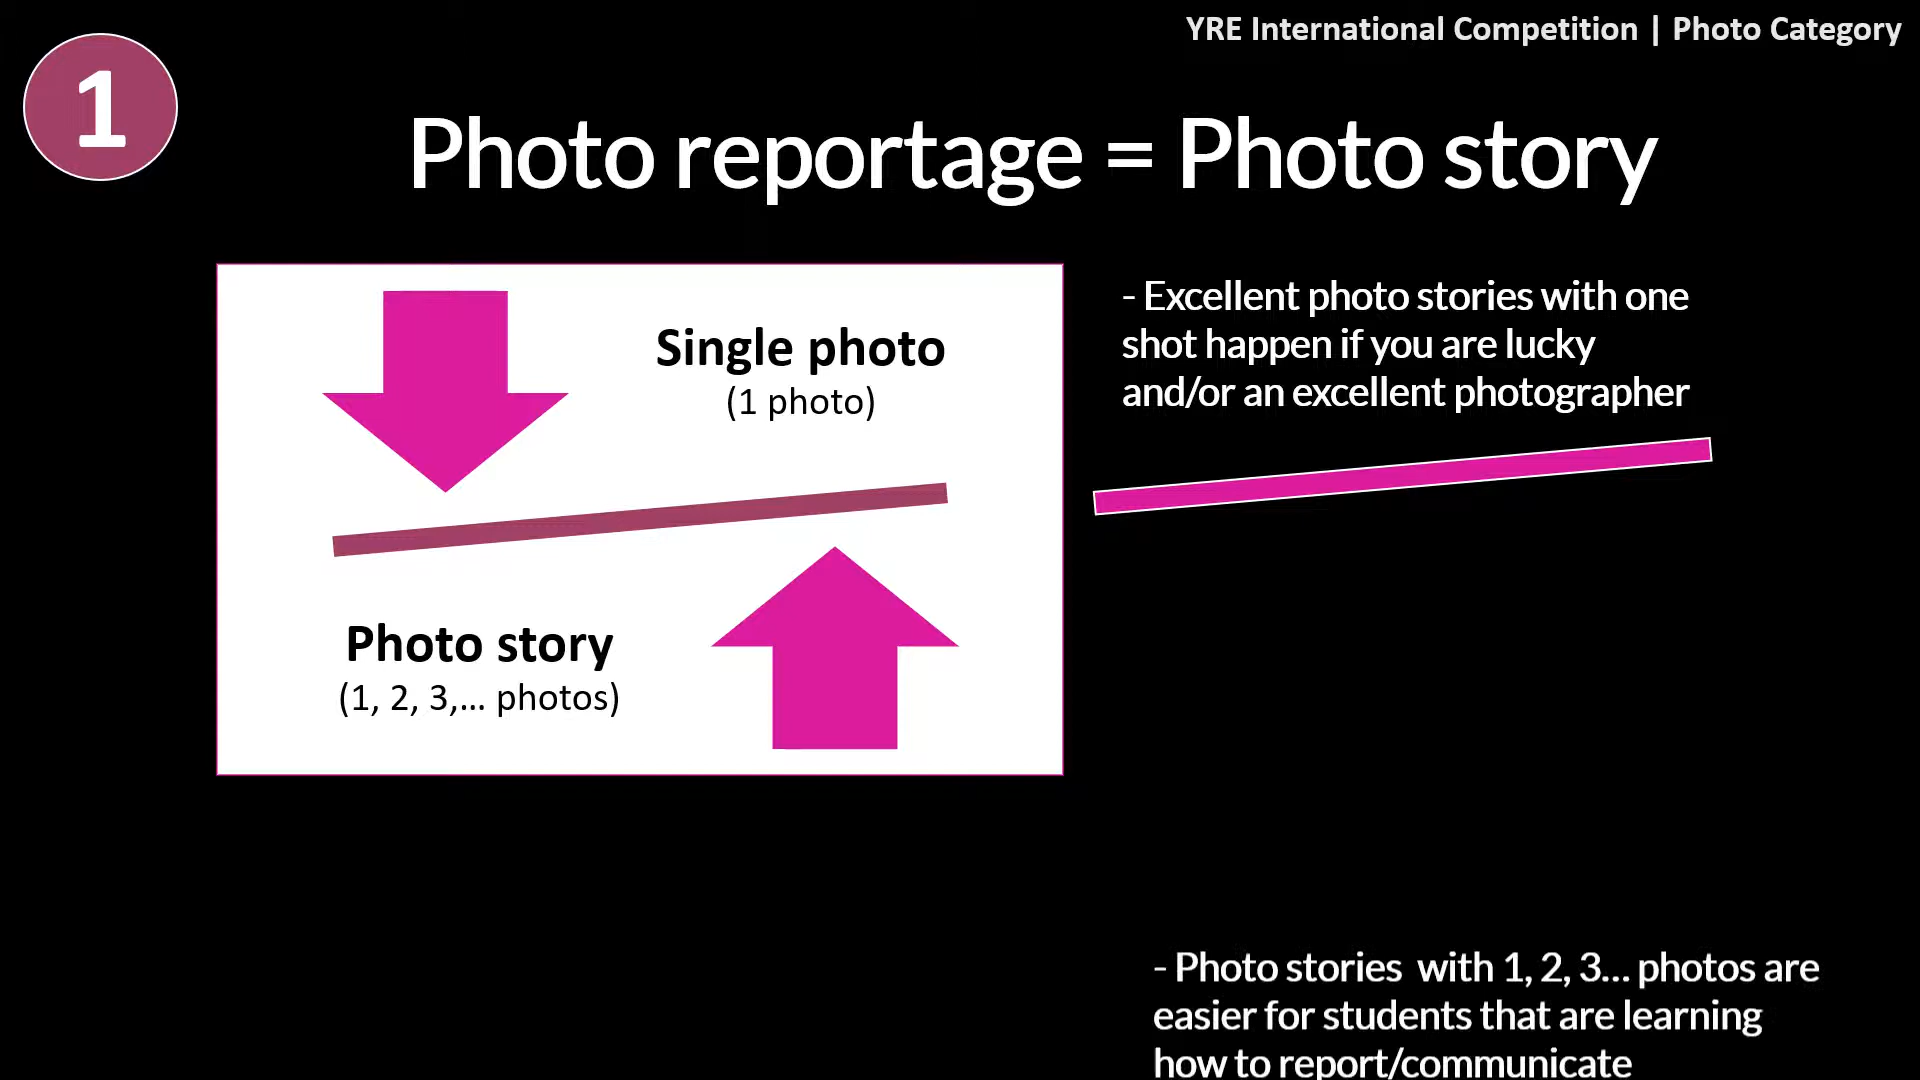 YRE International Competition | Photo Category
1
Photo reportage = Photo story
Single photo
(1 photo)
Photo story
(1, 2, 3,... photos)
- Excellent photo stories with one
shot happen if you are lucky
and/or an excellent photographer
- Photo stories  with 1, 2, 3... photos are
easier for students that are learning
how to report/communicate